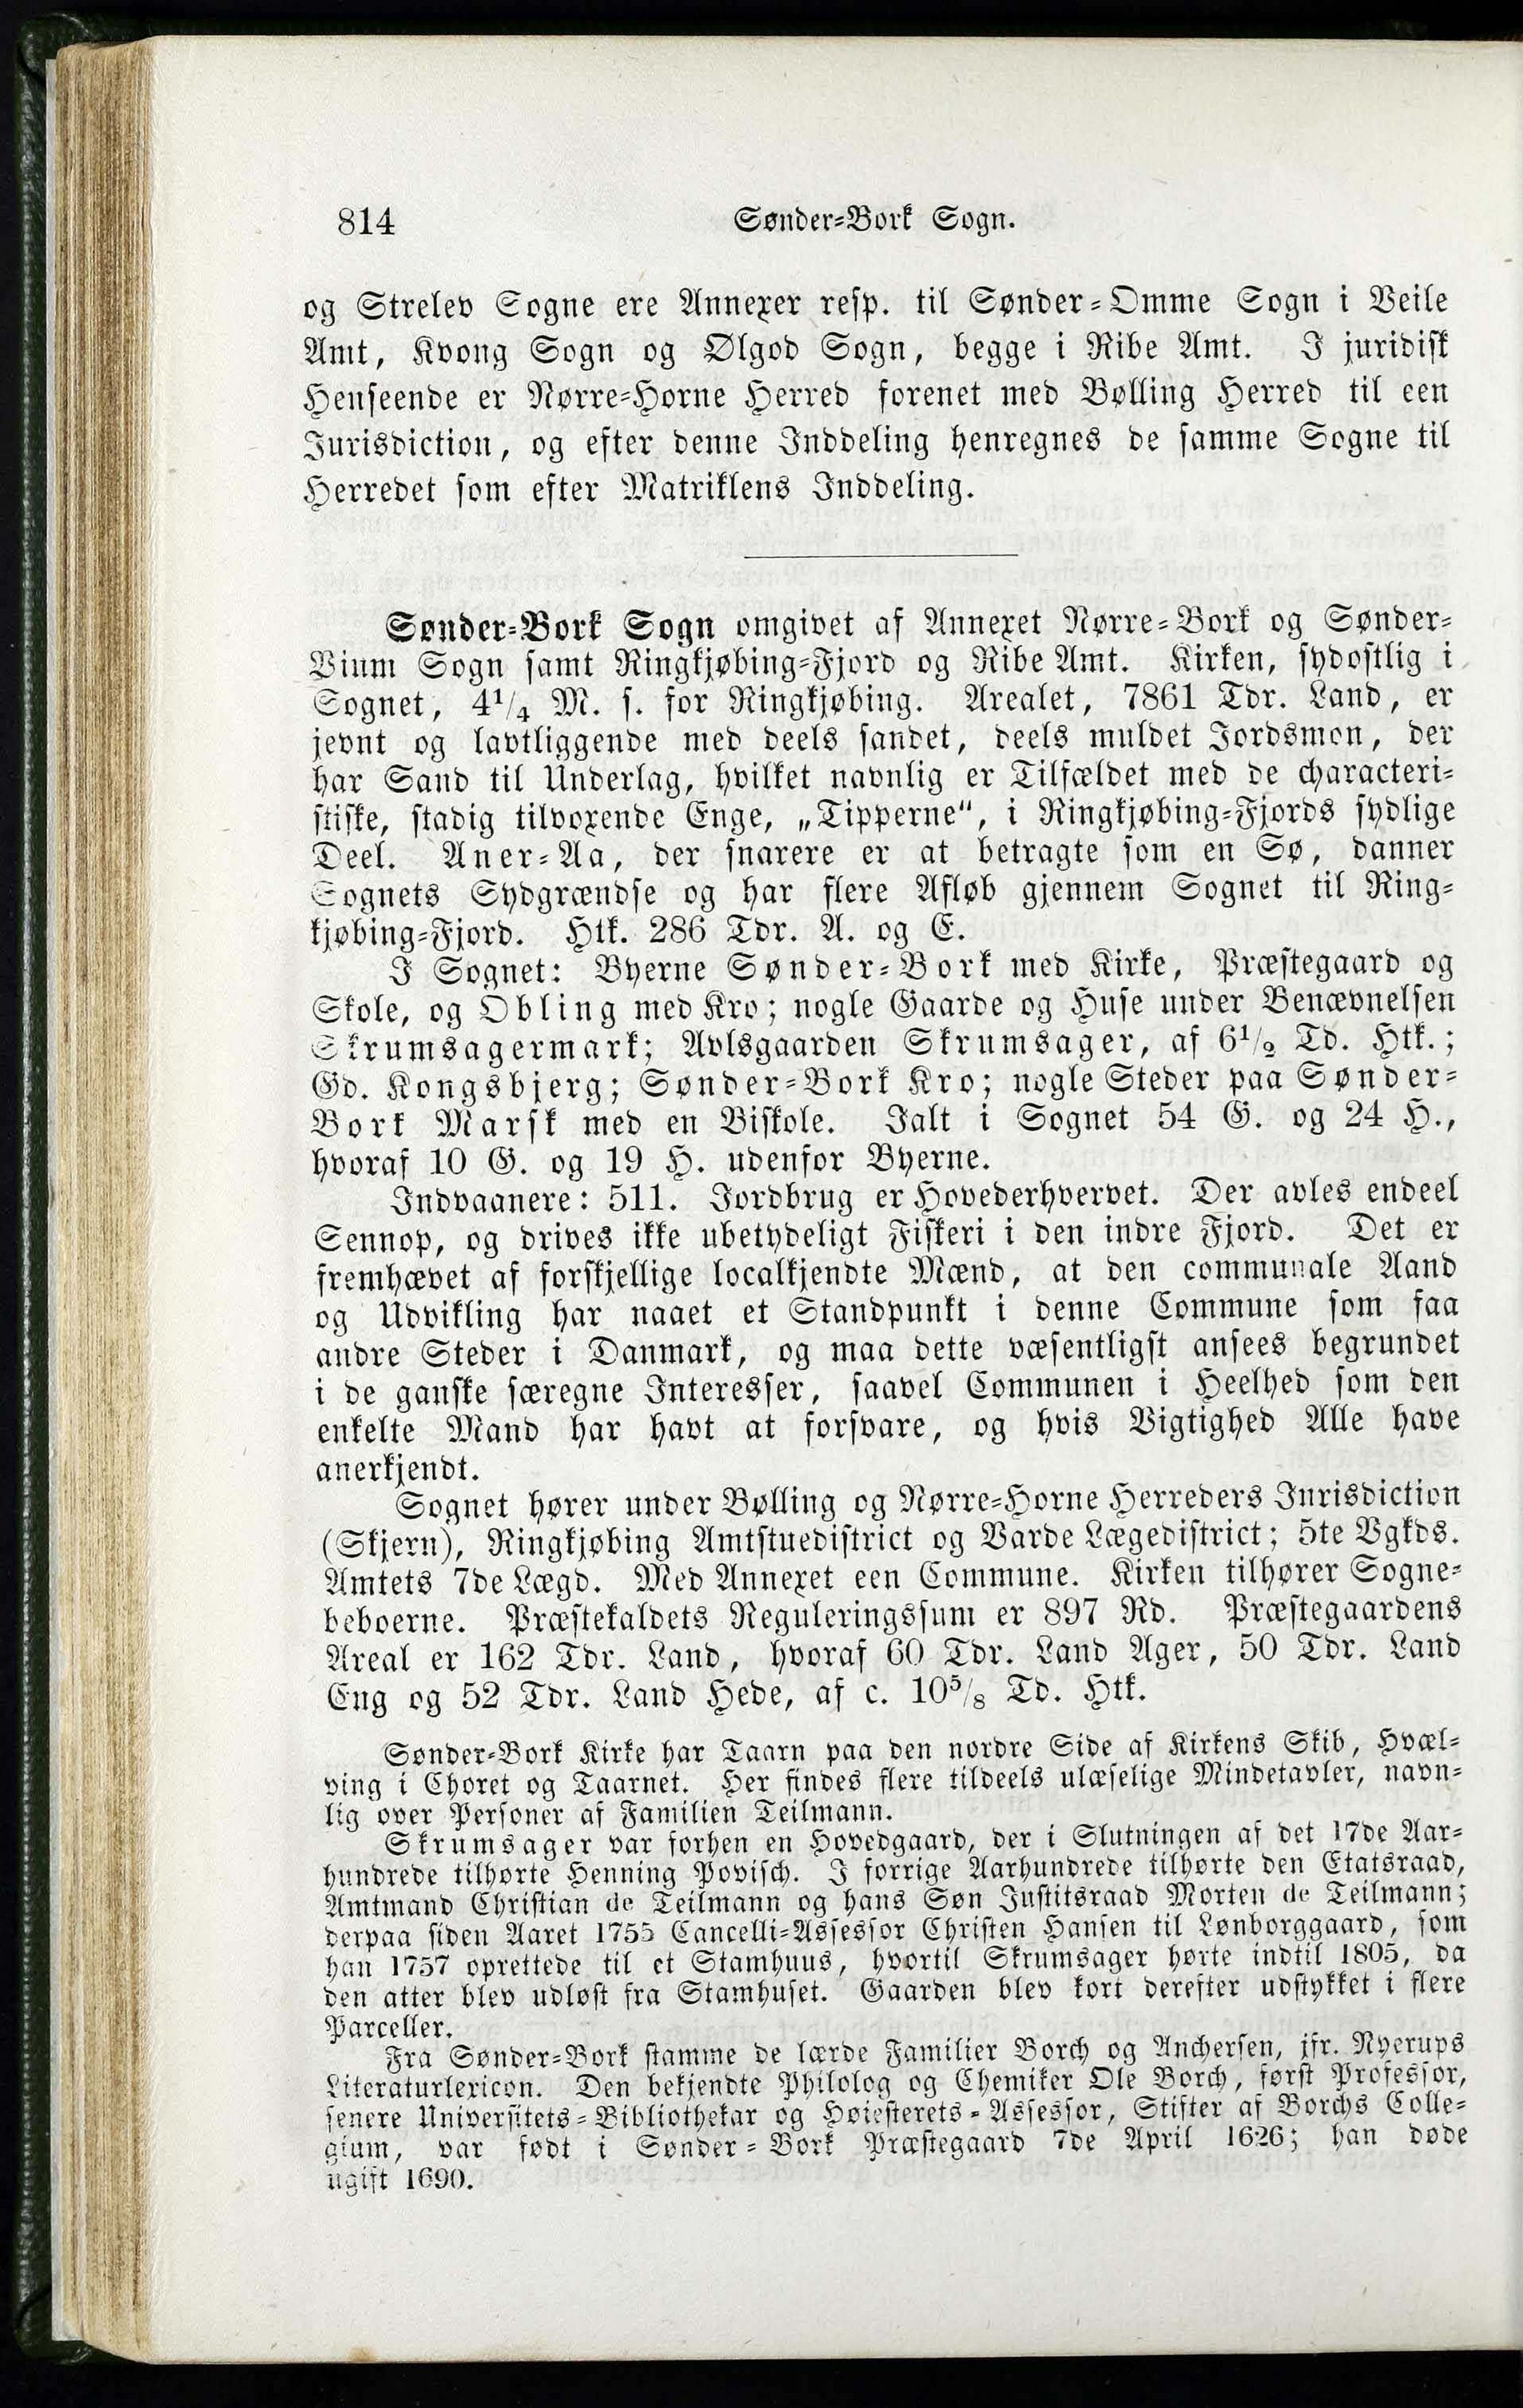 814 Sønder-Bork Sogn.
og Strelev Sogne ere Annexer resp. til Sønder-Omme Sogn i Veile
Amt, Kvong Sogn og Ølgod Sogn, begge i Ribe Amt. I juridisk
Henseende er Nørre-Horne Herred forenet med Bølling Herred til een
Jurisdiction, og efter denne Inddeling henregnes de samme Sogne til
Herredet som efter Matriklens Inddeling.
Sønder-Bork Sogn omgivet af Annexet Nørre-Bork og Sønder-
Vium Sogn samt Ringkjøbing-Fjord og Ribe Amt. Kirken, sydostlig i
Sognet, 4¹/₄ M. s. for Ringkjøbing. Arealet, 7861 Tdr. Land, er
jevnt og lavtliggende med deels sandet, deels muldet Jordsmon, der
har Sand til Underlag, hvilket navnlig er Tilfældet med de characteri-
stiske, stadig tilvoxende Enge, „Tipperne", i Ringkjøbing-Fjords sydlige
Deel. Aner-Aa, der snarere er at betragte som en Sø, danner
Sognets Sydgrændse og har flere Afløb gjennem Sognet til Ring-
kjøbing-Fjord. Htk. 286 Tdr. A. og E.
I Sognet: Byerne Sønder-Bork med Kirke, Præstegaard og
Skole, og Obling med Kro; nogle Gaarde og Huse under Benævnelsen
Skrumsagermark; Avlsgaarden Skrumsager, af 6¹/₂ Td. Htk.;
Gd. Kongsbjerg; Sønder-Bork Kro; nogle Steder paa Sønder-
Bork Marsk med en Biskole. Ialt i Sognet 54 G. og 24 H.,
hvoraf 10 G. og 19 H. udenfor Byerne.
Indvaanere: 511. Jordbrug er Hovederhvervet. Der avles endeel
Sennop, og drives ikke ubetydeligt Fiskeri i den indre Fjord. Det er
fremhævet af forskjellige localkjendte Mænd, at den communale Aand
og Udvikling har naaet et Standpunkt i denne Commune som faa
andre Steder i Danmark, og maa dette væsentligst ansees begrundet
i de ganske særegne Interesser, saavel Communen i Heelhed som den
enkelte Mand har havt at forsvare, og hvis Vigtighed Alle have
anerkjendt.
Sognet hører under Bølling og Nørre-Horne Herreders Jurisdiction
(Skjern), Ringkjøbing Amtstuedistrict og Varde Lægedistrict; 5te Vgkds.
Amtets 7de Lægd. Med Annexet een Commune. Kirken tilhører Sogne-
beboerne. Præstekaldets Reguleringssum er 897 Rd. Præstegaardens
Areal er 162 Tdr. Land, hvoraf 60 Tdr. Land Ager, 50 Tdr. Land
Eng og 52 Tdr. Land Hede, af c. 10⁵/₈ Td. Htk.
Sønder-Bork Kirke har Taarn paa den nordre Side af Kirkens Skib, Hvæl-
ving i Choret og Taarnet. Her findes flere tildeels ulæselige Mindetavler, navn-
lig over Personer af Familien Teilmann.
Skrumsager var forhen en Hovedgaard, der i Slutningen af det 17de Aar-
hundrede tilhørte Henning Povisch. I forrige Aarhundrede tilhørte den Etatsraad,
Amtmand Christian de Teilmann og hans Søn Justitsraad Morten de Teilmann;
derpaa siden Aaret 1755 Cancelli-Assessor Christen Hansen til Lønborggaard, som
han 1757 oprettede til et Stamhuus, hvortil Skrumsager hørte indtil 1805, da
den atter blev udløst fra Stamhuset. Gaarden blev kort derefter udstykket i flere
Parceller.
Fra Sønder-Bork stamme de lærde Familier Borch og Anchersen, jfr. Nyerups
Literaturlexicon. Den bekjendte Philolog og Chemiker Ole Borch, først Professor,
senere Universitets-Bibliothekar og Høiesterets-Assessor, Stifter af Borchs Colle-
gium, var født i Sønder-Bork Præstegaard 7de April 1626; han døde
ugift 1690.